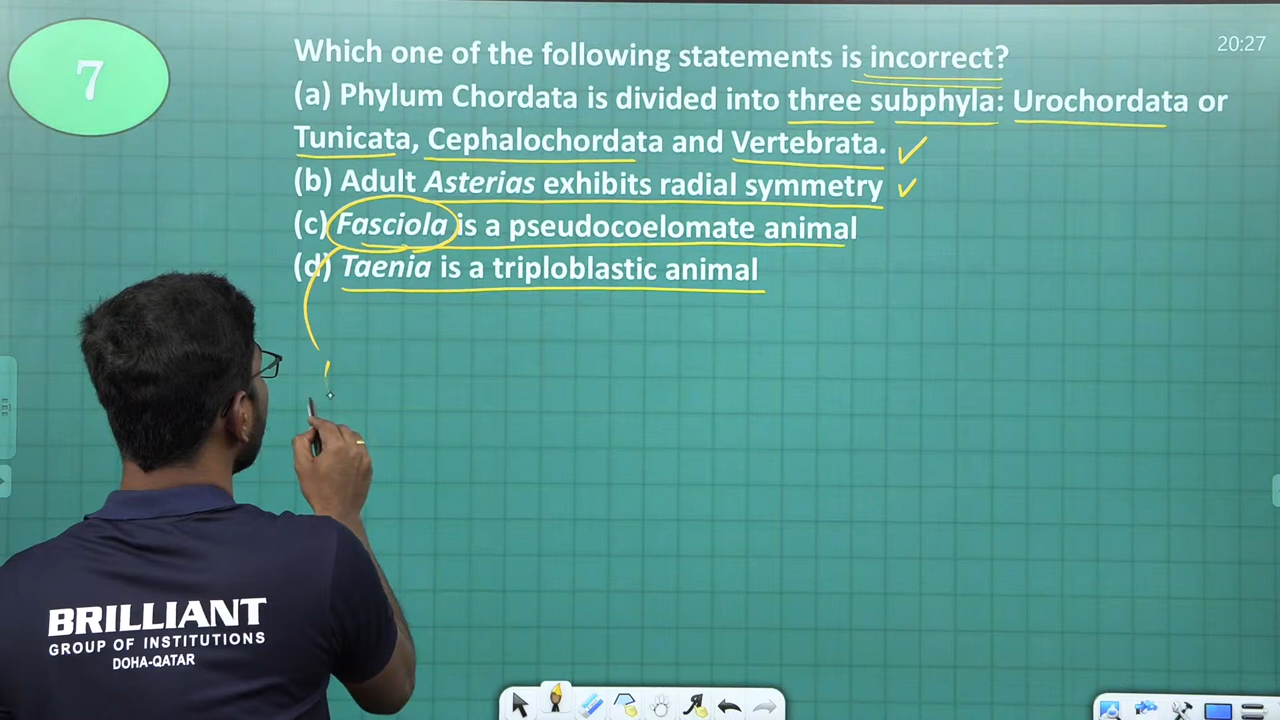 7
20:27
Which one of the following statements is incorrect?
(a) Phylum Chordata is divided into three subphyla: Urochordata or
Tunicata, Cephalochordata and Vertebrata.
(b) Adult Asterias exhibits radial symmetry
(c) Fasciola is a pseudocoelomate animal
(d) Taenia is a triploblastic animal
BRILLIANT
GROUP OF INSTITUTIONS
DOHA-QATAR